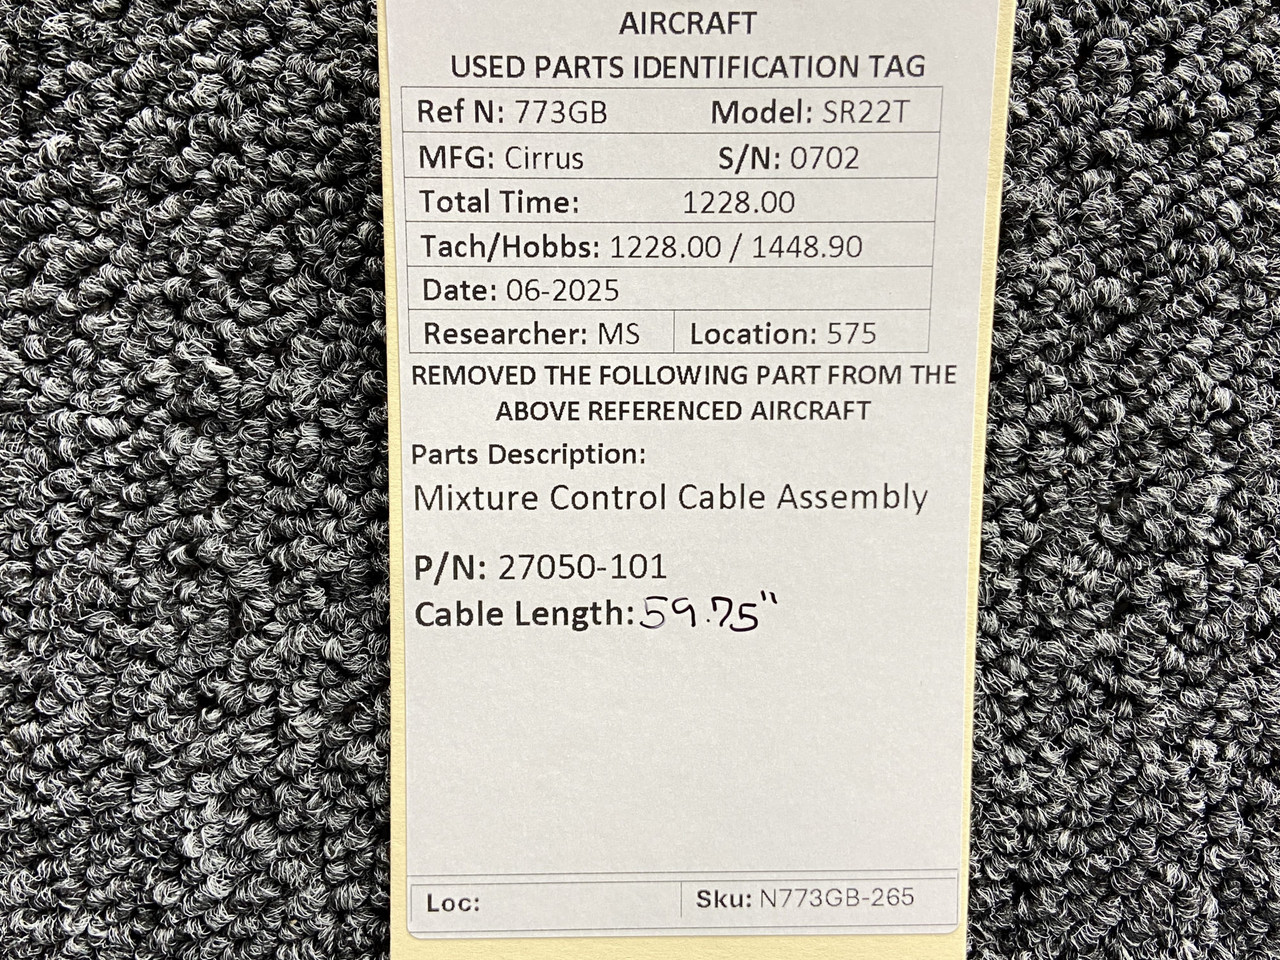 AIRCRAFT
USED PARTS IDENTIFICATION TAG
Ref N: 773GB Model: SR22T
MFG: Cirrus S/N: 0702
Total Time: 1228.00
Tach/Hobbs: 1228.00 / 1448.90
Date: 06-2025
Researcher: MS Location: 575
REMOVED THE FOLLOWING PART FROM THE
ABOVE REFERENCED AIRCRAFT
Parts Description:
Mixture Control Cable Assembly
P/N: 27050-101
Cable Length: 59.75"
Loc: Sku: N773GB-265